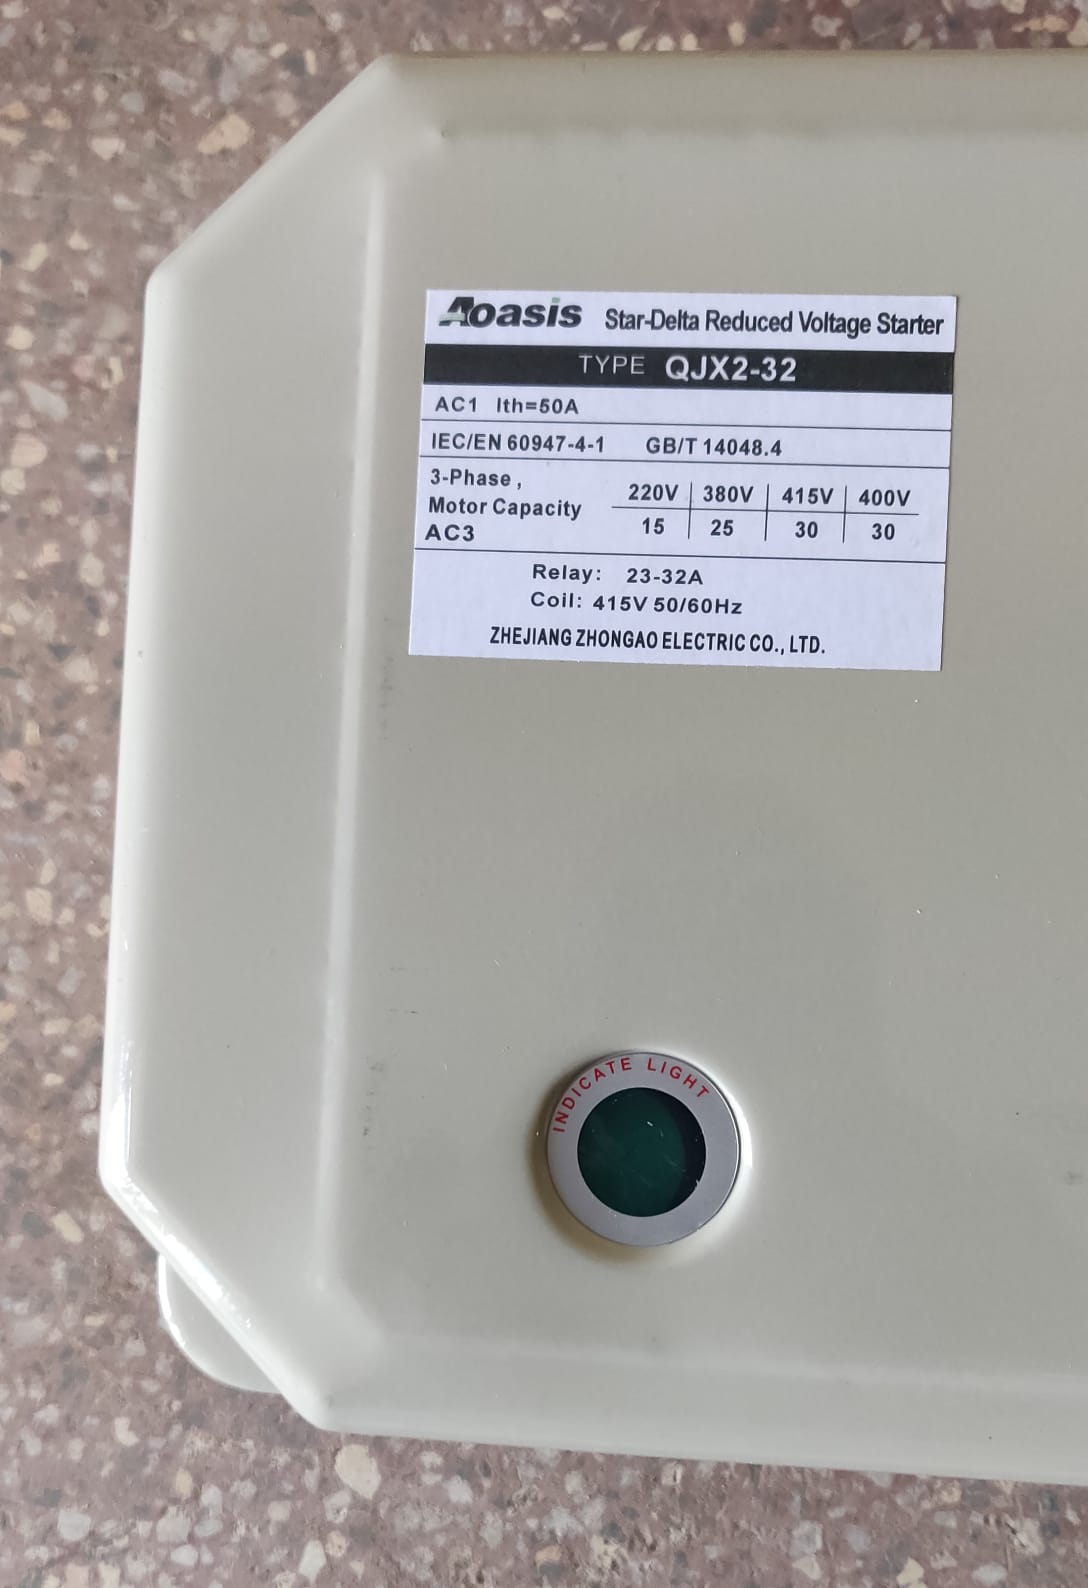 Aoasis Star-Delta Reduced Voltage Starter
TYPE QJX2-32
AC1 Ith=50A
IEC/EN 60947-4-1 GB/T 14048.4
3-Phase,
Motor Capacity
AC3
220V 380V 415V 400V
15 25 30 30
Relay: 23-32A
Coil: 415V 50/60Hz
ZHEJIANG ZHONGAO ELECTRIC CO., LTD.
INDICATE LIGHT